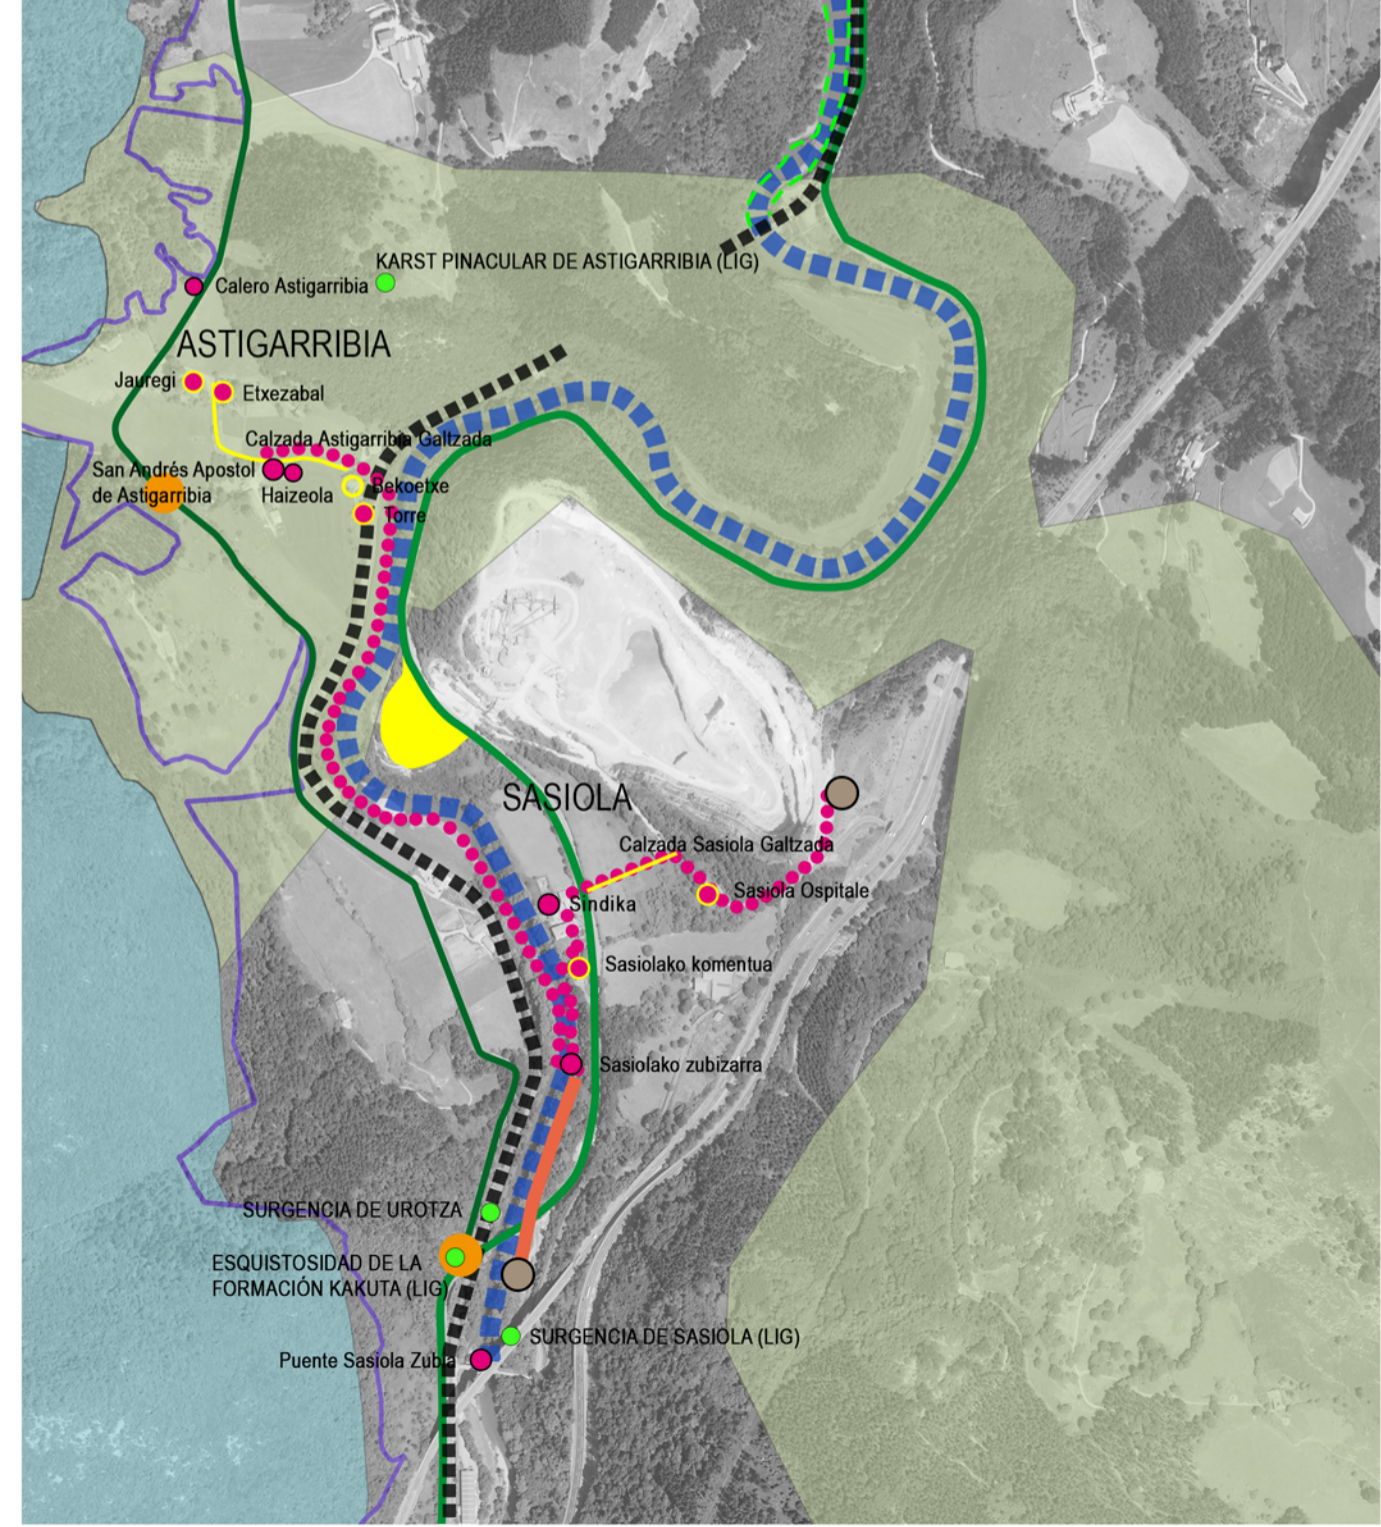 KARST PINACULAR DE ASTIGARRIBIA (LIG)
Calero Astigarribia
ASTIGARRIBIA
Jauregi
Etxezabal
Calzada Astigarribia Galtzada
San Andrés Apostol
de Astigarribia
Haizeola
Bekoetxe
Torre
SASIOLA
Calzada Sasiola Galtzada
Sasiola Ospitale
Sindika
Sasiolako komentua
Sasiolako zubizarra
SURGENCIA DE UROTZA
ESQUISTOSIDAD DE LA
FORMACIÓN KAKUTA (LIG)
SURGENCIA DE SASIOLA (LIG)
Puente Sasiola Zubia